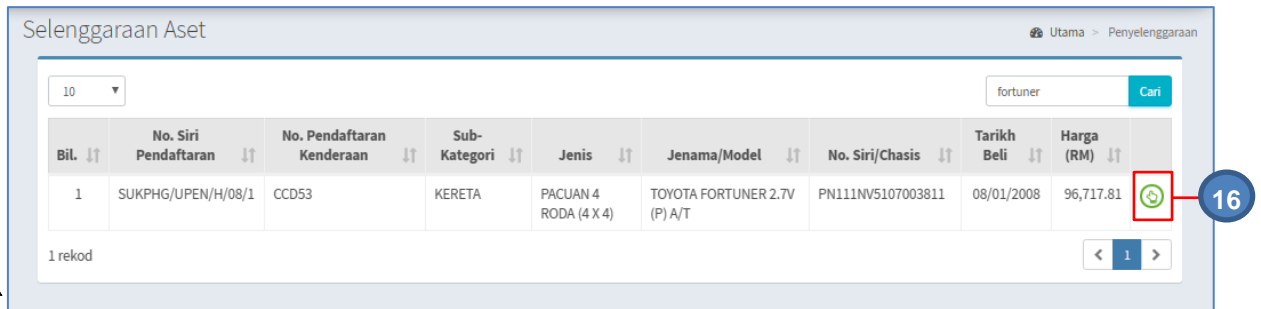 Selenggaraan Aset
Utama > Penyelenggaraan
10
fortuner
Cari
Bil.
No. Siri
Pendaftaran
No. Pendaftaran
Kenderaan
Sub-
Kategori
Jenis
Jenama/Model
No. Siri/Chasis
Tarikh
Beli
Harga
(RM)
1
SUKPHG/UPEN/H/08/1
CCD53
KERETA
PACUAN 4
RODA (4 X 4)
TOYOTA FORTUNER 2.7V
(P) A/T
PN111NV5107003811
08/01/2008
96,717.81
16
1 rekod
< 1 >